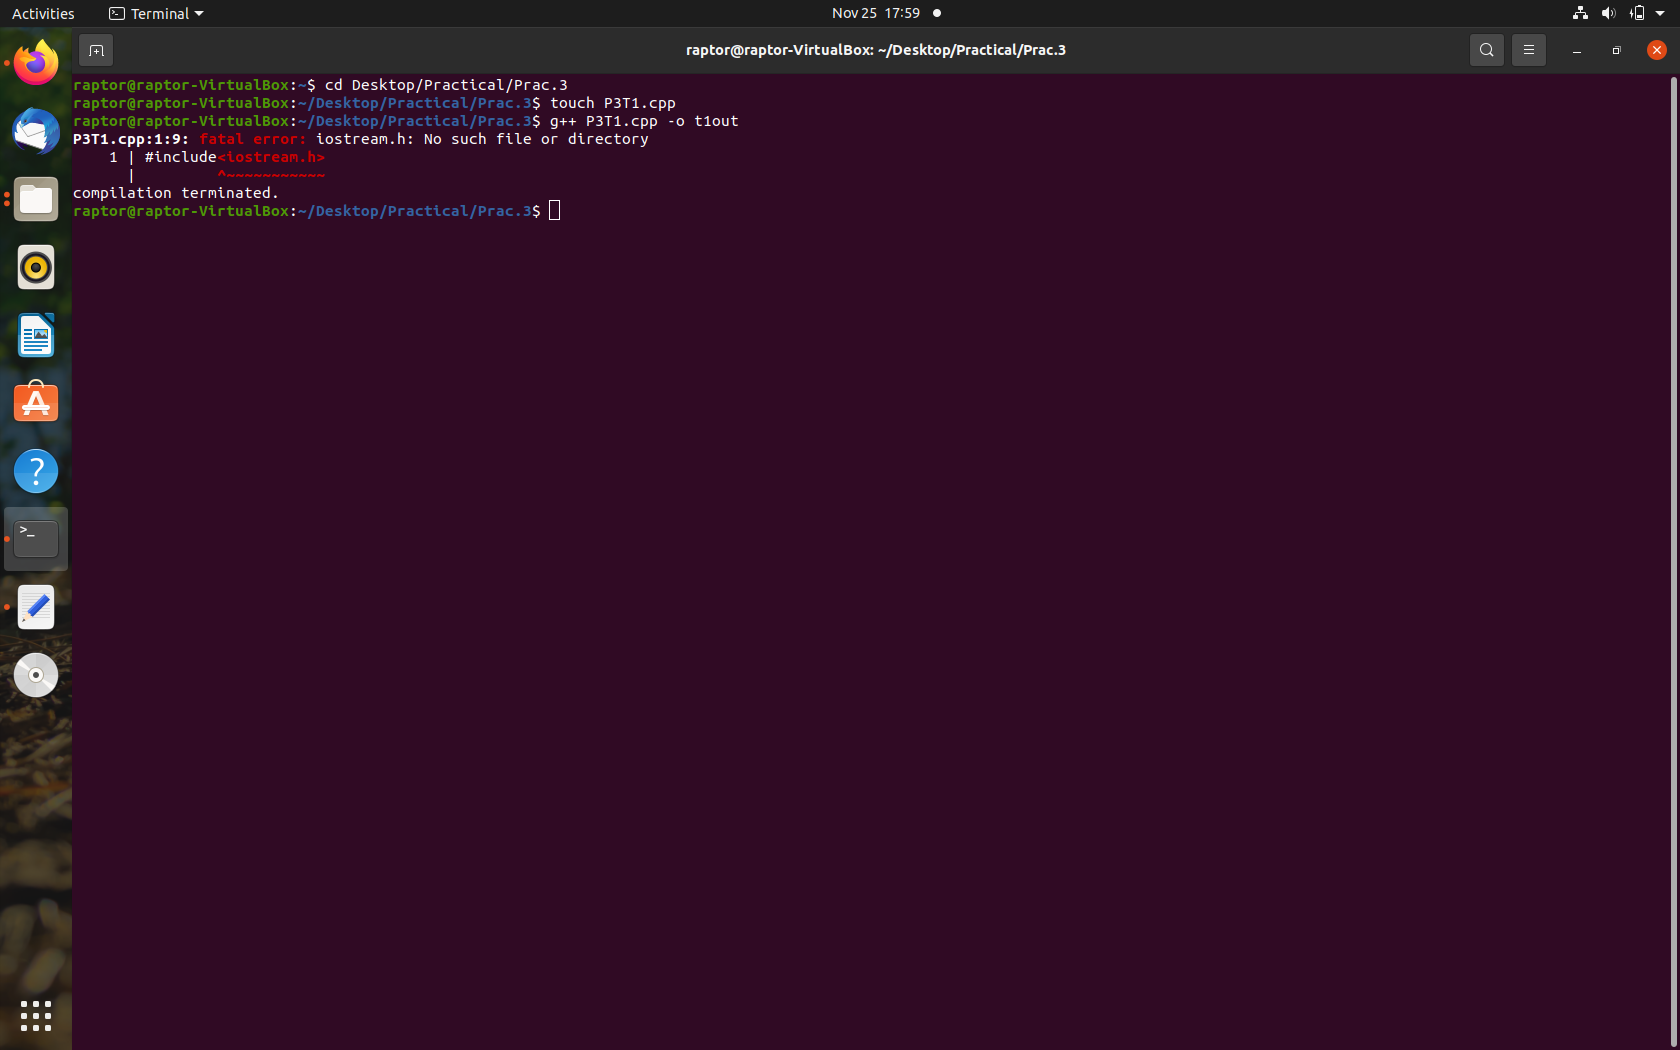 Activities
Terminal
Nov 25 17:59
raptor@raptor-VirtualBox: ~/Desktop/Practical/Prac.3
raptor@raptor-VirtualBox:~$ cd Desktop/Practical/Prac.3
raptor@raptor-VirtualBox:~/Desktop/Practical/Prac.3$ touch P3T1.cpp
raptor@raptor-VirtualBox:~/Desktop/Practical/Prac.3$ g++ P3T1.cpp -o t1out
P3T1.cpp:1:9: fatal error: iostream.h: No such file or directory
    1 | #include<iostream.h>
      |         ^~~~~~~~~~~~
compilation terminated.
raptor@raptor-VirtualBox:~/Desktop/Practical/Prac.3$